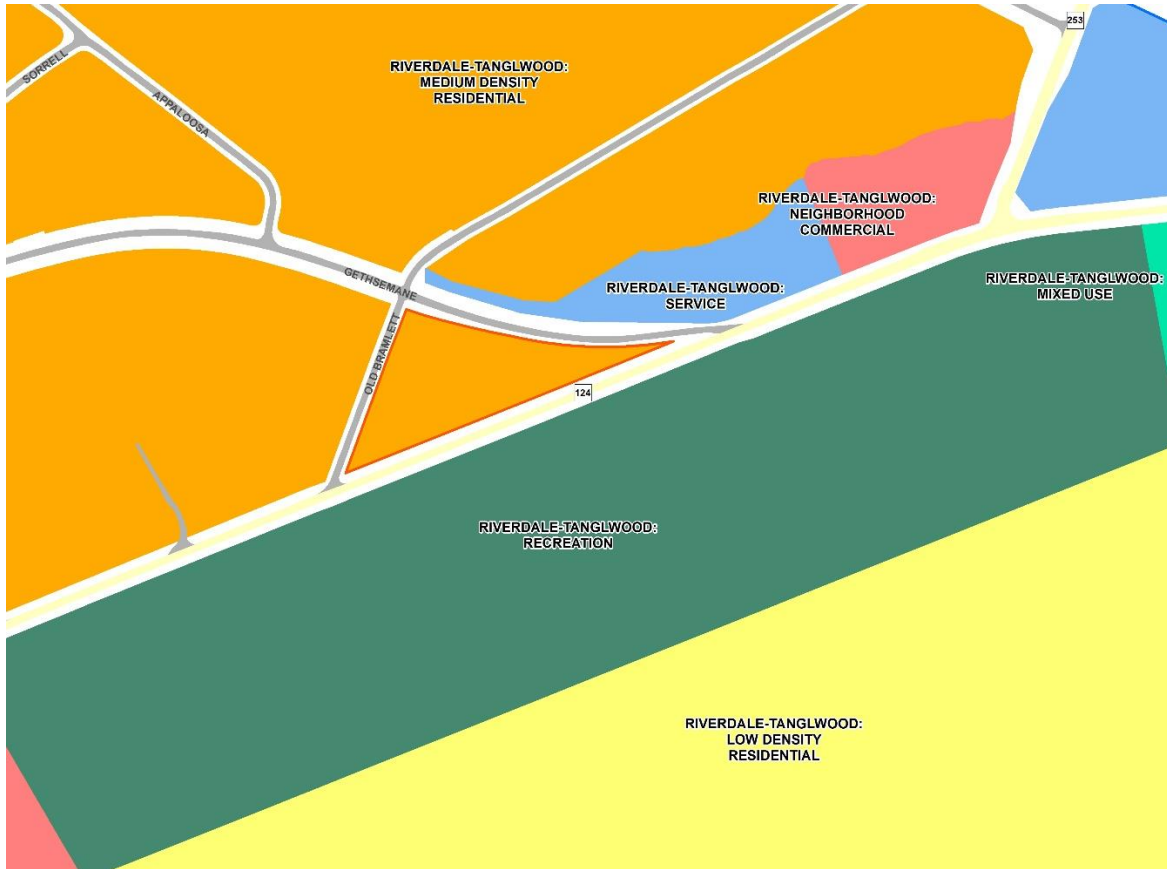 253
SORRELL
RIVERDALE-TANGLWOOD:
MEDIUM DENSITY
RESIDENTIAL
APPALOOSA
RIVERDALE-TANGLWOOD:
NEIGHBORHOOD
COMMERCIAL
GETHSEMANE
RIVERDALE-TANGLWOOD:
SERVICE
RIVERDALE-TANGLWOOD:
MIXED USE
OLD BRAMLETT
124
RIVERDALE-TANGLWOOD:
RECREATION
RIVERDALE-TANGLWOOD:
LOW DENSITY
RESIDENTIAL